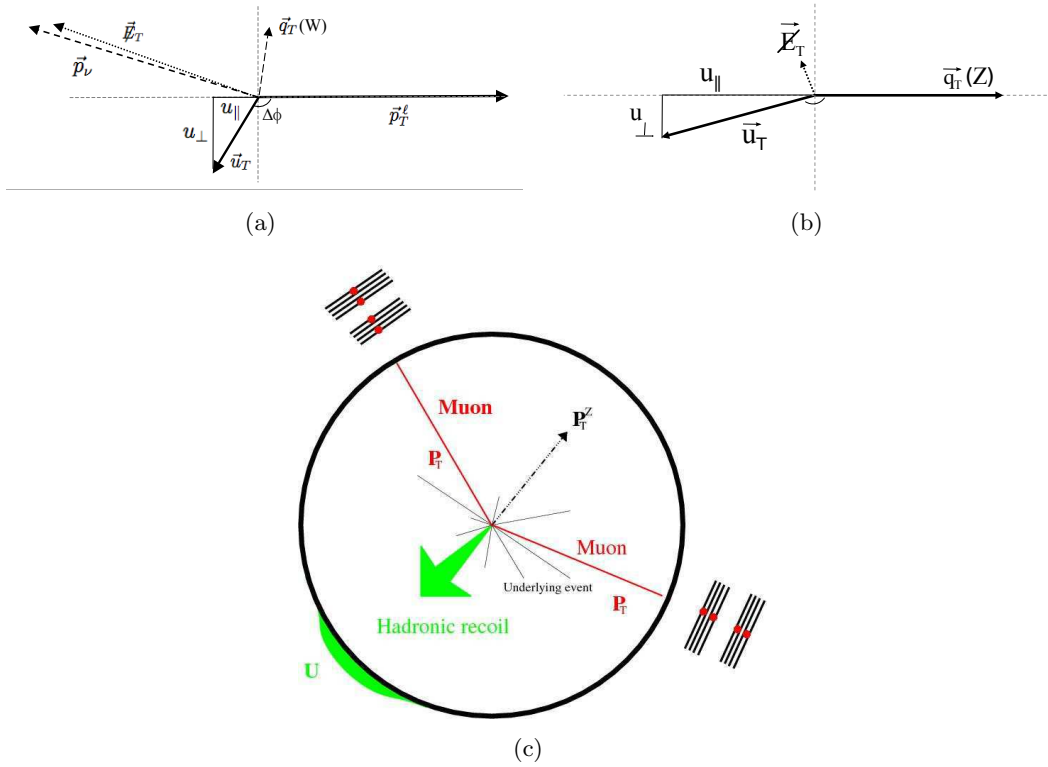 E̸⃗_T
q⃗_T(W)
p⃗_ν
u_∥
Δϕ
p⃗_T^ℓ
u_⊥
u⃗_T
(a)
E̸⃗_T
u_∥
q⃗_T(Z)
u_⊥
u⃗_T
(b)
Muon
P_T
P_T^Z
Muon
Underlying event
P_T
Hadronic recoil
U
(c)